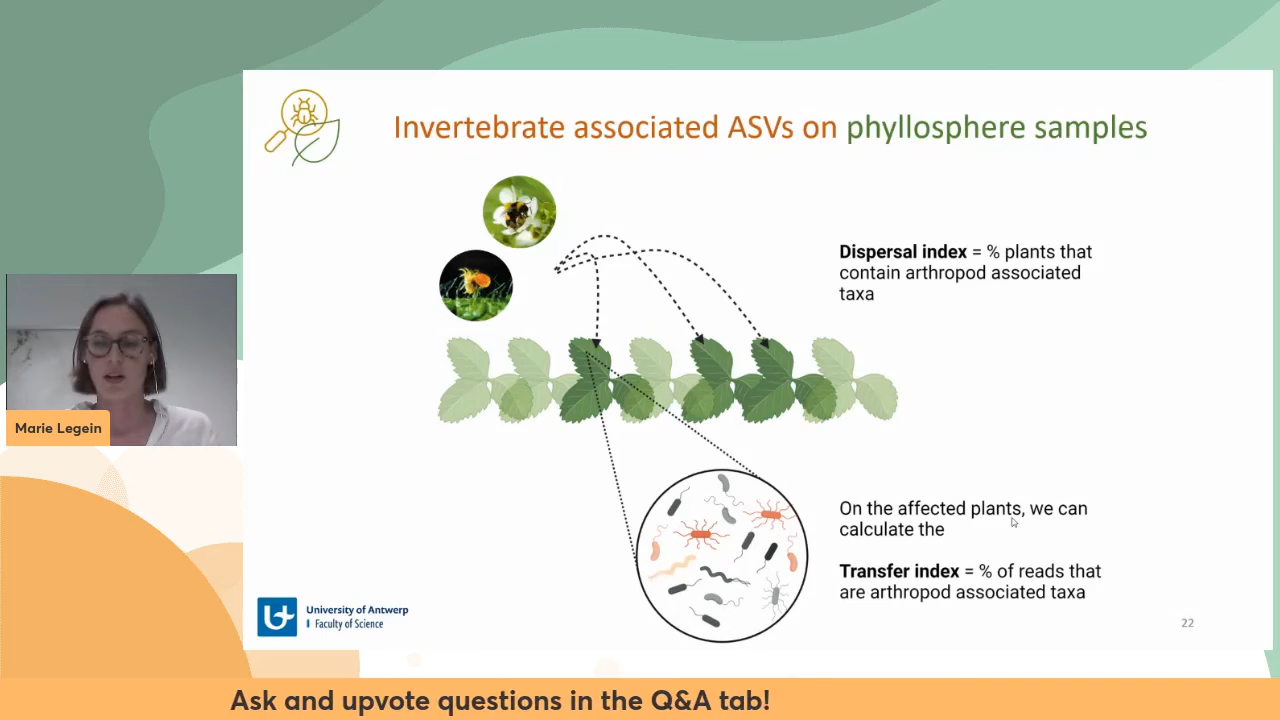 Invertebrate associated ASVs on phyllosphere samples
Dispersal index = % plants that
contain arthropod associated
taxa
Marie Legein
On the affected plants, we can
calculate the
Transfer index = % of reads that
are arthropod associated taxa
University of Antwerp
Faculty of Science
22
Ask and upvote questions in the Q&A tab!